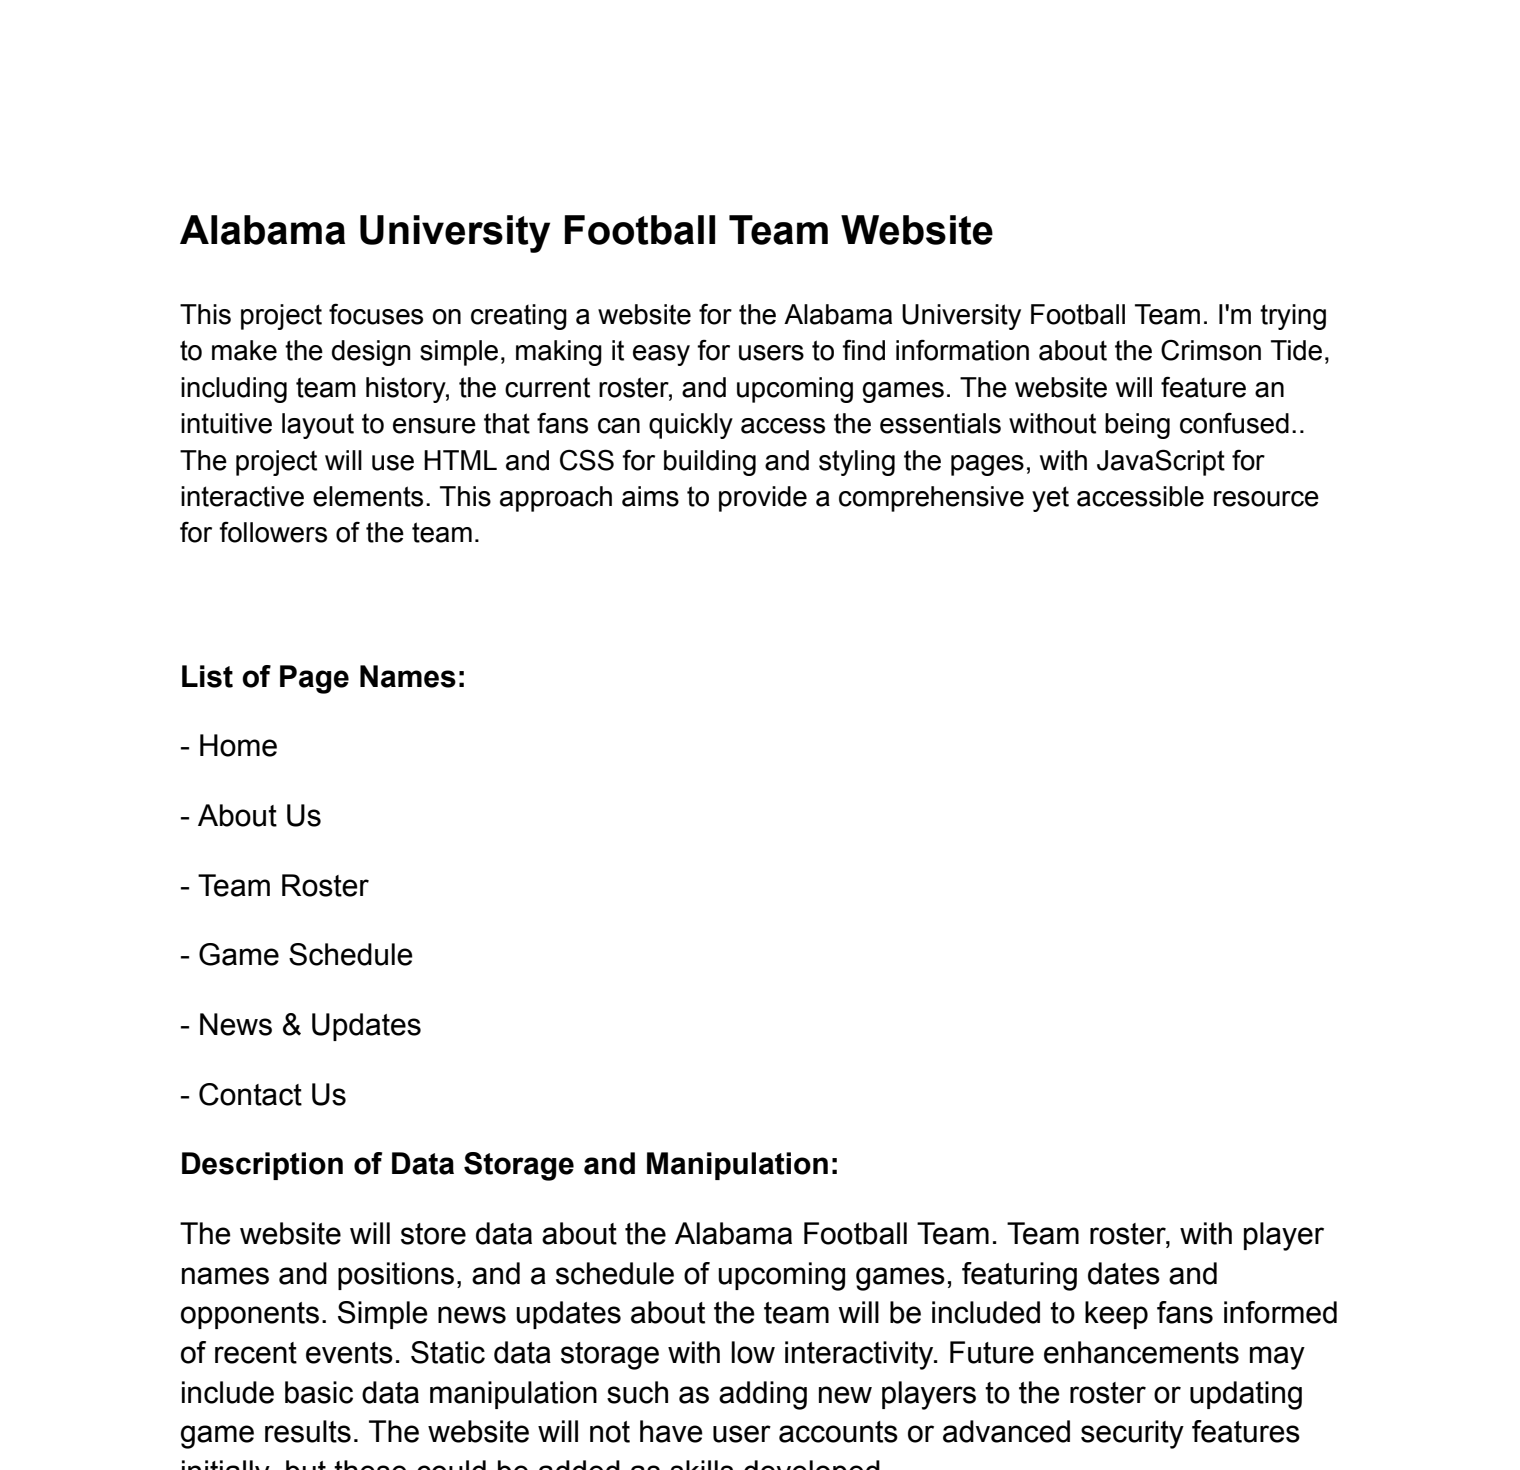 Alabama University Football Team Website
This project focuses on creating a website for the Alabama University Football Team. I'm trying
to make the design simple, making it easy for users to find information about the Crimson Tide,
including team history, the current roster, and upcoming games. The website will feature an
intuitive layout to ensure that fans can quickly access the essentials without being confused..
The project will use HTML and CSS for building and styling the pages, with JavaScript for
interactive elements. This approach aims to provide a comprehensive yet accessible resource
for followers of the team.
List of Page Names:
- Home
- About Us
- Team Roster
- Game Schedule
- News & Updates
- Contact Us
Description of Data Storage and Manipulation:
The website will store data about the Alabama Football Team. Team roster, with player
names and positions, and a schedule of upcoming games, featuring dates and
opponents. Simple news updates about the team will be included to keep fans informed
of recent events. Static data storage with low interactivity. Future enhancements may
include basic data manipulation such as adding new players to the roster or updating
game results. The website will not have user accounts or advanced security features
initially, but these could be added as skills developed